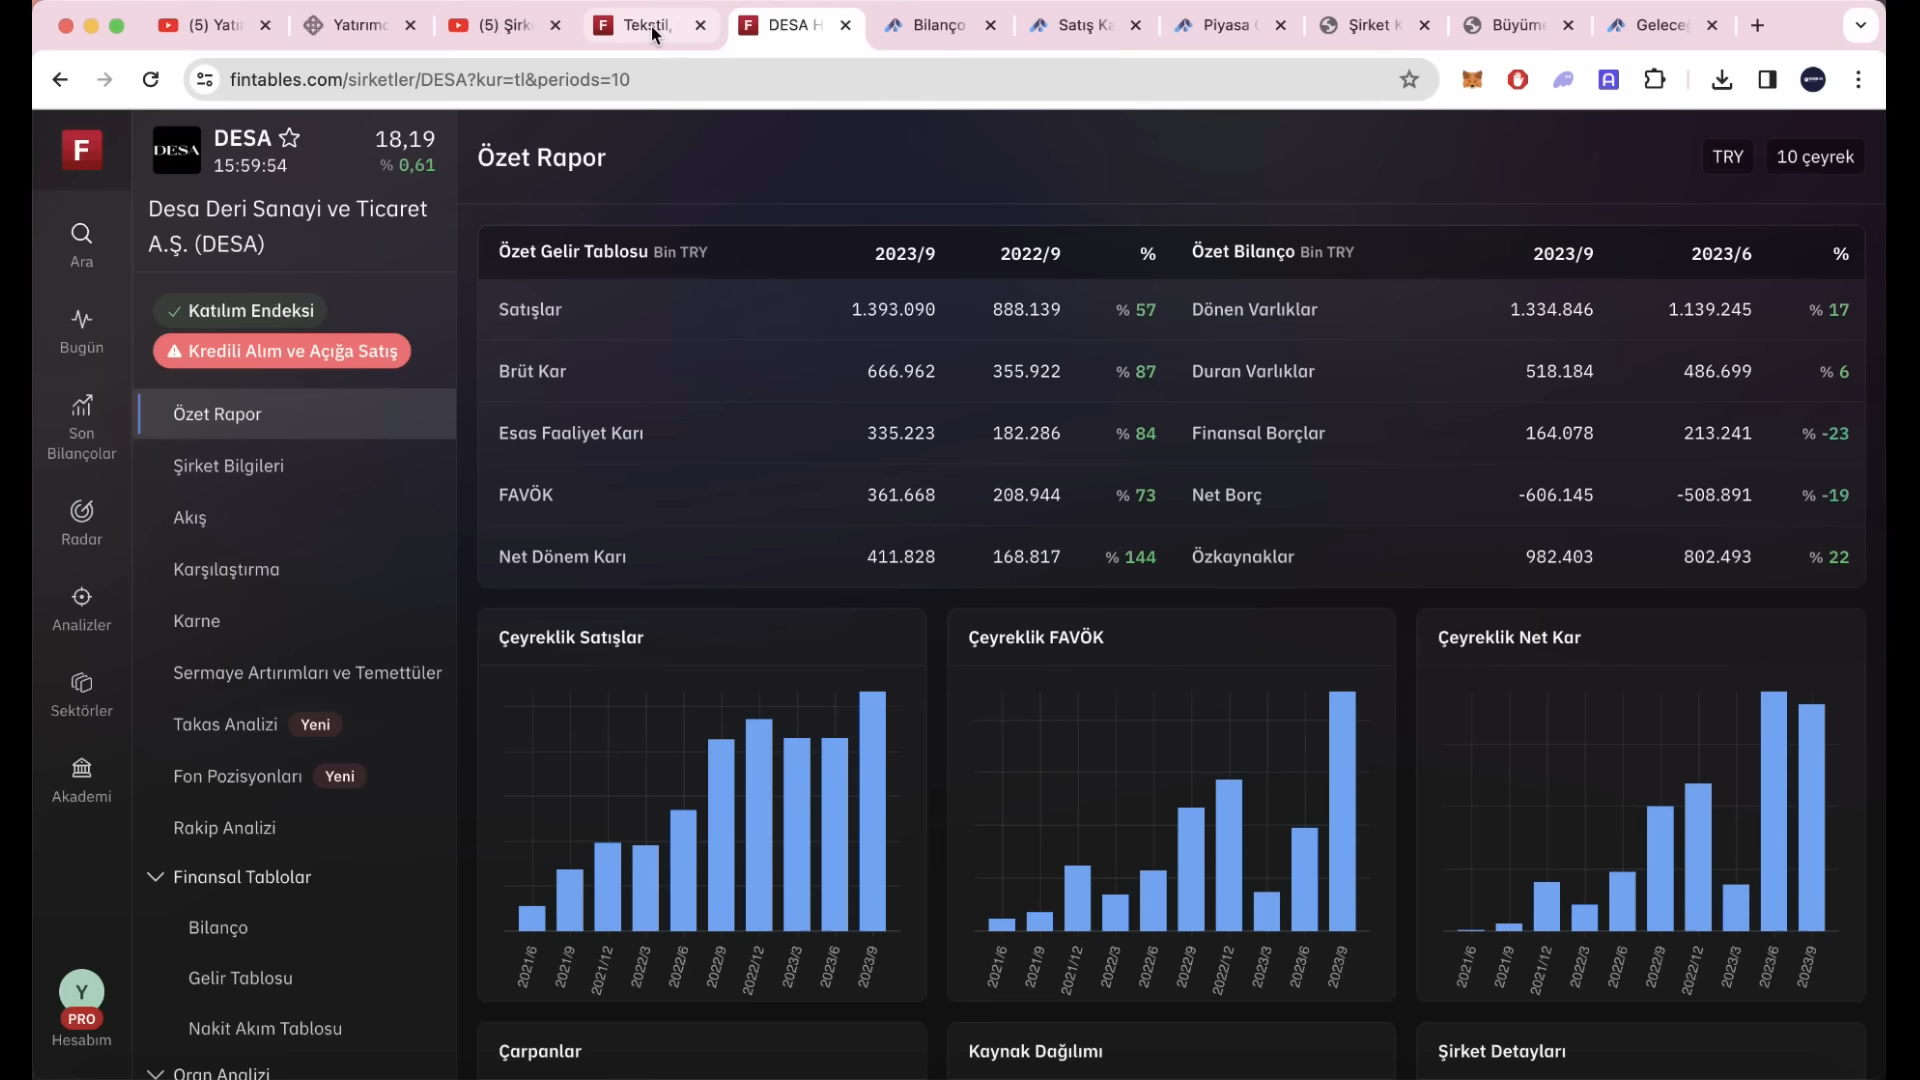 (5) Yatır
Yatırımc
(5) Şirk
Tekstil,
DESA H
Bilanço
Satış Ka
Piyasa
Şirket K
Büyüm
Gelece
fintables.com/sirketler/DESA?kur=tl&periods=10
F
Ara
Bugün
Son
Bilançolar
Radar
Analizler
Sektörler
Akademi
Y
PRO
Hesabım
DESA
DESA 18,19
15:59:54 % 0,61
Desa Deri Sanayi ve Ticaret
A.Ş. (DESA)
Katılım Endeksi
Kredili Alım ve Açığa Satış
Özet Rapor
Şirket Bilgileri
Akış
Karşılaştırma
Karne
Sermaye Artırımları ve Temettüler
Takas Analizi Yeni
Fon Pozisyonları Yeni
Rakip Analizi
Finansal Tablolar
Bilanço
Gelir Tablosu
Nakit Akım Tablosu
Oran Analizi
Özet Rapor TRY 10 çeyrek
Özet Gelir Tablosu Bin TRY 2023/9 2022/9 %
Satışlar 1.393.090 888.139 % 57
Brüt Kar 666.962 355.922 % 87
Esas Faaliyet Karı 335.223 182.286 % 84
FAVÖK 361.668 208.944 % 73
Net Dönem Karı 411.828 168.817 % 144
Özet Bilanço Bin TRY 2023/9 2023/6 %
Dönen Varlıklar 1.334.846 1.139.245 % 17
Duran Varlıklar 518.184 486.699 % 6
Finansal Borçlar 164.078 213.241 % -23
Net Borç -606.145 -508.891 % -19
Özkaynaklar 982.403 802.493 % 22
Çeyreklik Satışlar
2021/6 2021/9 2021/12 2022/3 2022/6 2022/9 2022/12 2023/3 2023/6 2023/9
Çeyreklik FAVÖK
2021/6 2021/9 2021/12 2022/3 2022/6 2022/9 2022/12 2023/3 2023/6 2023/9
Çeyreklik Net Kar
2021/6 2021/9 2021/12 2022/3 2022/6 2022/9 2022/12 2023/3 2023/6 2023/9
Çarpanlar
Kaynak Dağılımı
Şirket Detayları